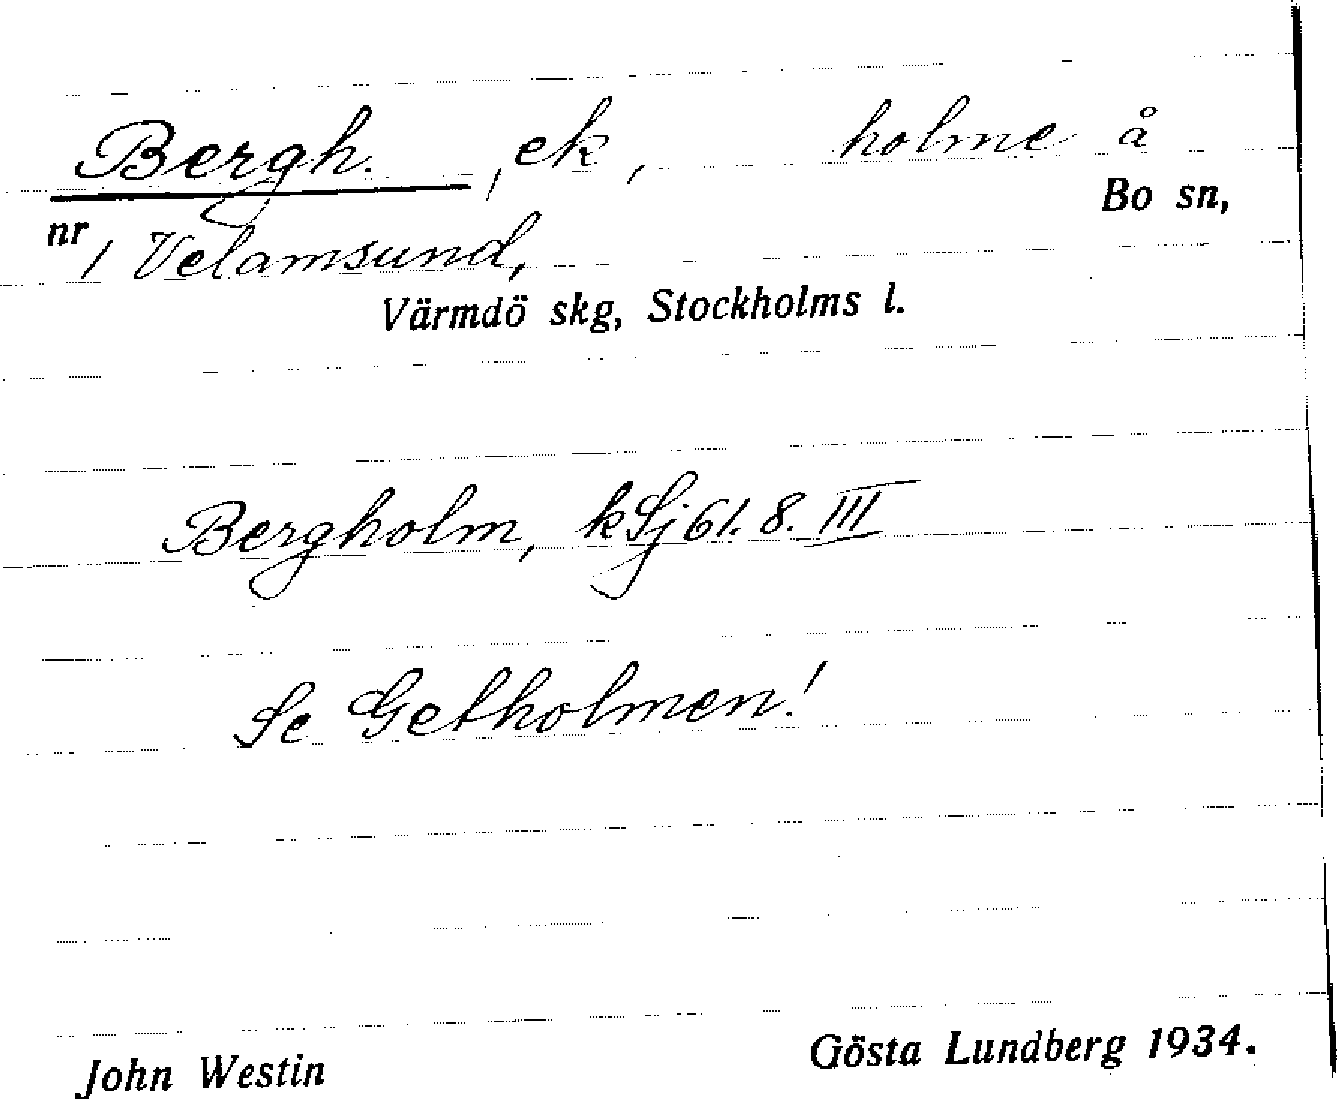 Bergh. , ek, holme å
Bo sn,
nr 1 Velamsund,
Värmdö skg, Stockholms l.
Bergholm, kSj 61. 8. III
Se Getholmen!
John Westin Gösta Lundberg 1934.